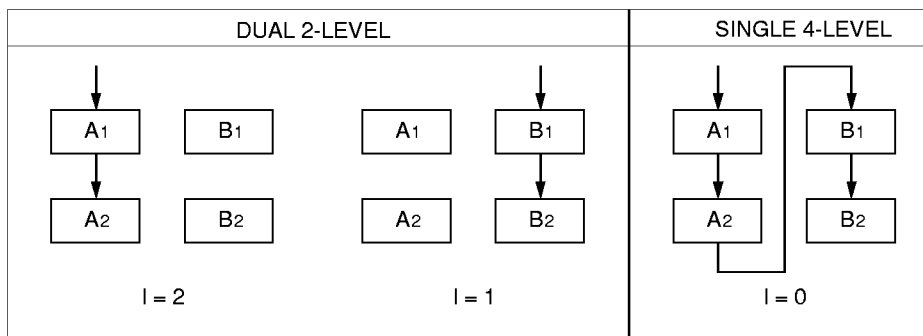 DUAL 2-LEVEL
SINGLE 4-LEVEL
A1 B1 A1 B1 A1 B1
A2 B2 A2 B2 A2 B2
I = 2 I = 1 I = 0